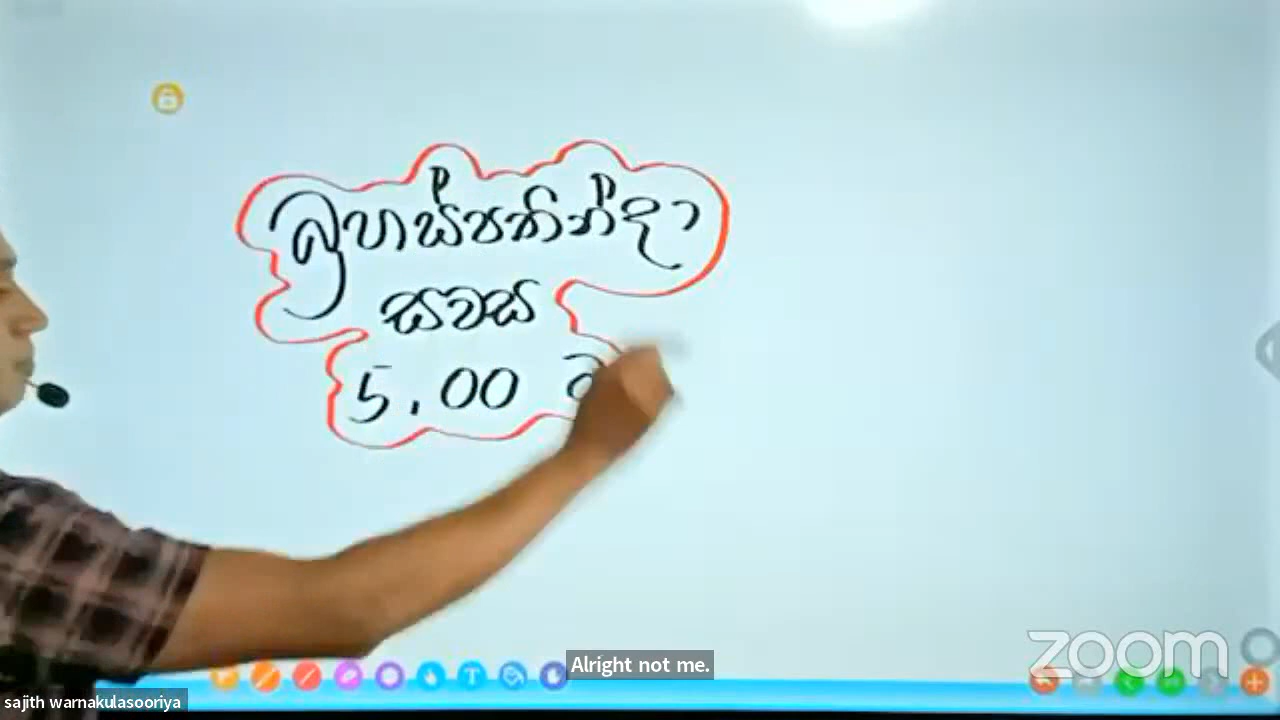 බ්‍රහස්පතින්දා
සවස
5.00
Alright not me.
zoom
sajith warnakulasooriya